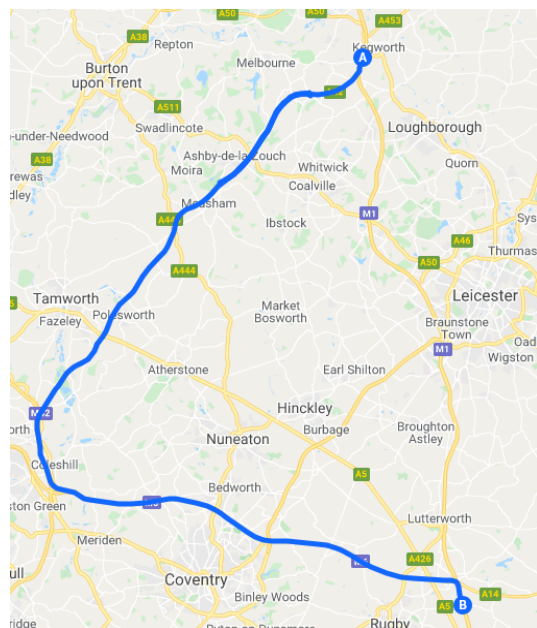 A50
A50
A453
A38
Repton
Kegworth
A
Melbourne
Burton
upon Trent
A511
Swadlincote
Loughborough
-under-Needwood
A38
Ashby-de-la-Zouch
Quorn
Moira
Whitwick
Coalville
Measham
M1
Ibstock
A46
Thurmas
A50
A444
Tamworth
Leicester
Market
Bosworth
Polesworth
Fazeley
Braunstone
Town
Oad
M1
Wigston
Atherstone
Earl Shilton
Hinckley
M42
Broughton
Astley
Burbage
Nuneaton
Coleshill
A5
Bedworth
ston Green
M6
Lutterworth
Meriden
A426
Coventry
A14
Binley Woods
A5
B
Rugby